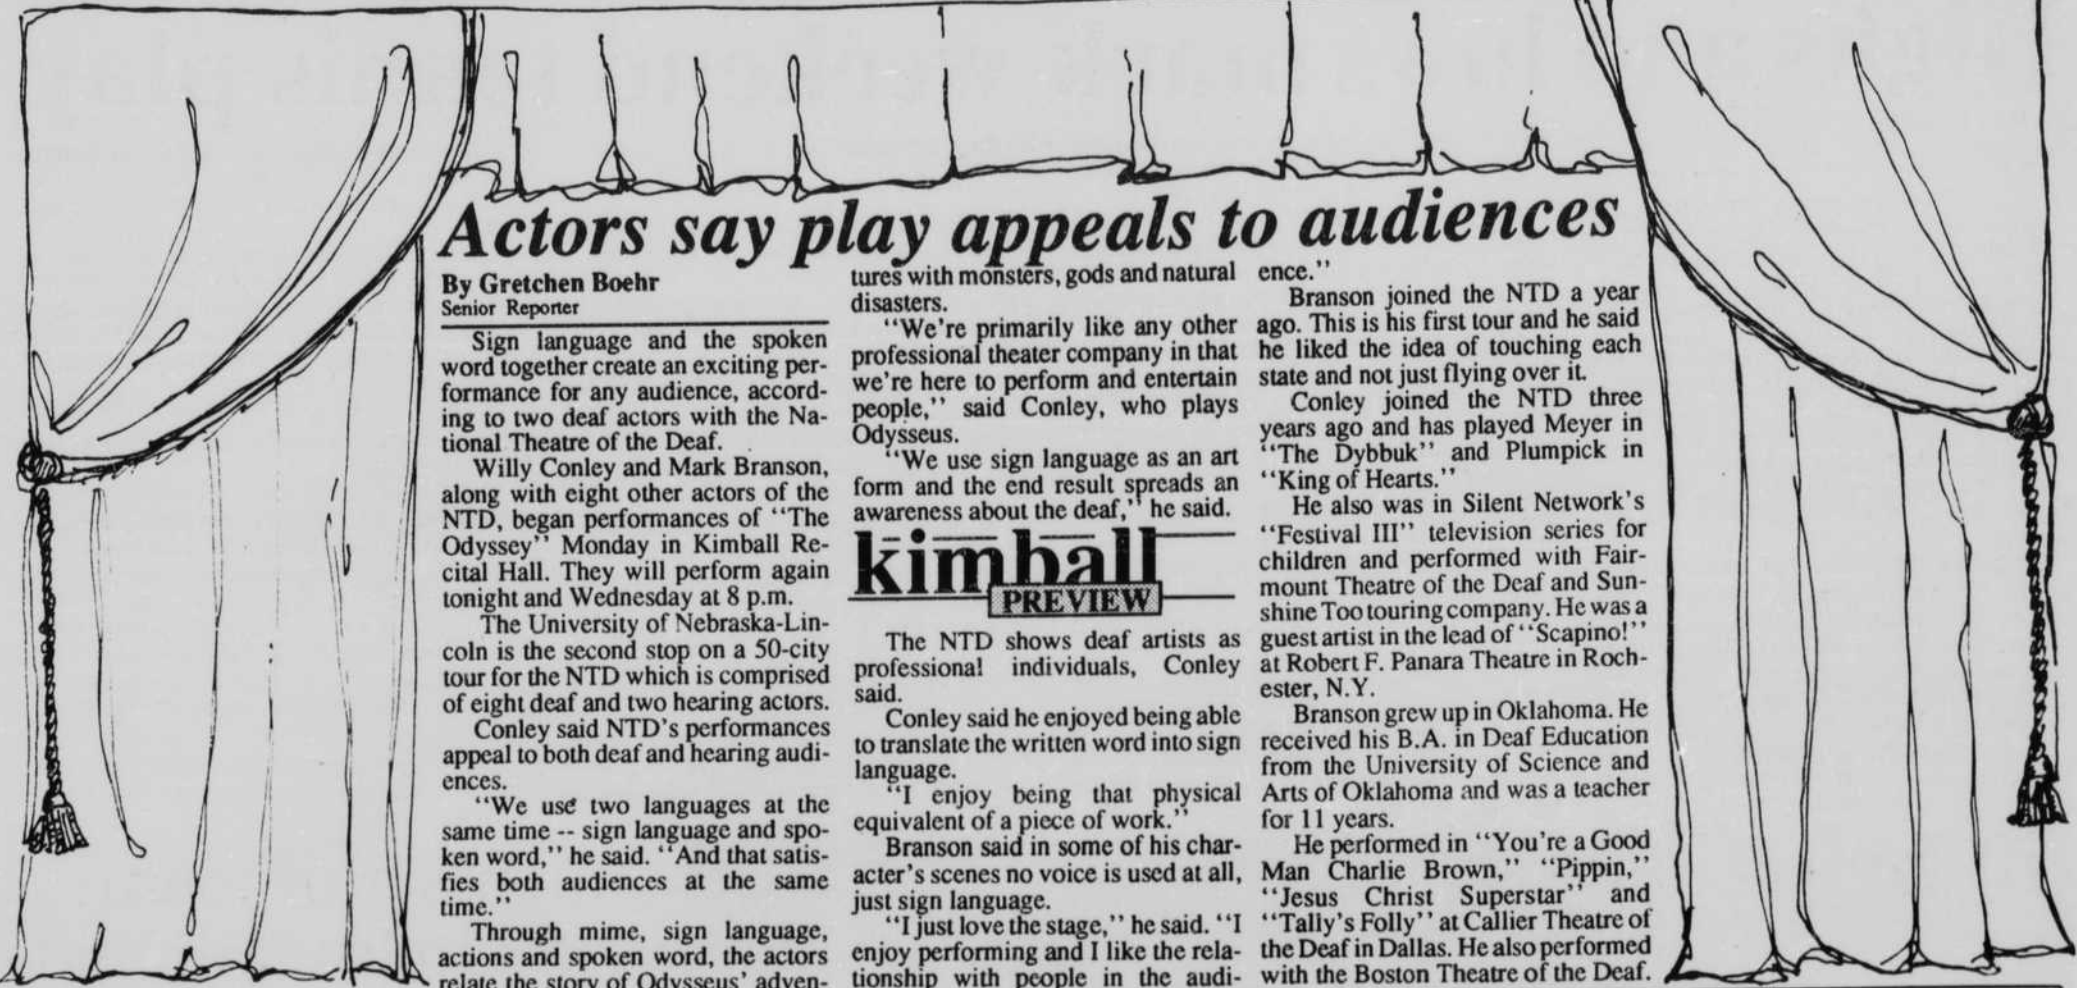 Actors say play appeals to audiences
By Gretchen Boehr
Senior Reporter
Sign language and the spoken
word together create an exciting per-
formance for any audience, accord-
ing to two deaf actors with the Na-
tional Theatre of the Deaf.
Willy Conley and Mark Branson,
along with eight other actors of the
NTD, began performances of "The
Odyssey" Monday in Kimball Re-
cital Hall. They will perform again
tonight and Wednesday at 8 p.m.
The University of Nebraska-Lin-
coln is the second stop on a 50-city
tour for the NTD which is comprised
of eight deaf and two hearing actors.
Conley said NTD's performances
appeal to both deaf and hearing audi-
ences.
"We use two languages at the
same time -- sign language and spo-
ken word," he said. "And that satis-
fies both audiences at the same
time."
Through mime, sign language,
actions and spoken word, the actors
relate the story of Odysseus' adven-
tures with monsters, gods and natural
disasters.
"We're primarily like any other
professional theater company in that
we're here to perform and entertain
people," said Conley, who plays
Odysseus.
"We use sign language as an art
form and the end result spreads an
awareness about the deaf," he said.
kimball
PREVIEW
The NTD shows deaf artists as
professional individuals, Conley
said.
Conley said he enjoyed being able
to translate the written word into sign
language.
"I enjoy being that physical
equivalent of a piece of work."
Branson said in some of his char-
acter's scenes no voice is used at all,
just sign language.
"I just love the stage," he said. "I
enjoy performing and I like the rela-
tionship with people in the audi-
ence."
Branson joined the NTD a year
ago. This is his first tour and he said
he liked the idea of touching each
state and not just flying over it.
Conley joined the NTD three
years ago and has played Meyer in
"The Dybbuk" and Plumpick in
"King of Hearts."
He also was in Silent Network's
"Festival III" television series for
children and performed with Fair-
mount Theatre of the Deaf and Sun-
shine Too touring company. He was a
guest artist in the lead of "Scapino!"
at Robert F. Panara Theatre in Roch-
ester, N.Y.
Branson grew up in Oklahoma. He
received his B.A. in Deaf Education
from the University of Science and
Arts of Oklahoma and was a teacher
for 11 years.
He performed in "You're a Good
Man Charlie Brown," "Pippin,"
"Jesus Christ Superstar" and
"Tally's Folly" at Callier Theatre of
the Deaf in Dallas. He also performed
with the Boston Theatre of the Deaf.